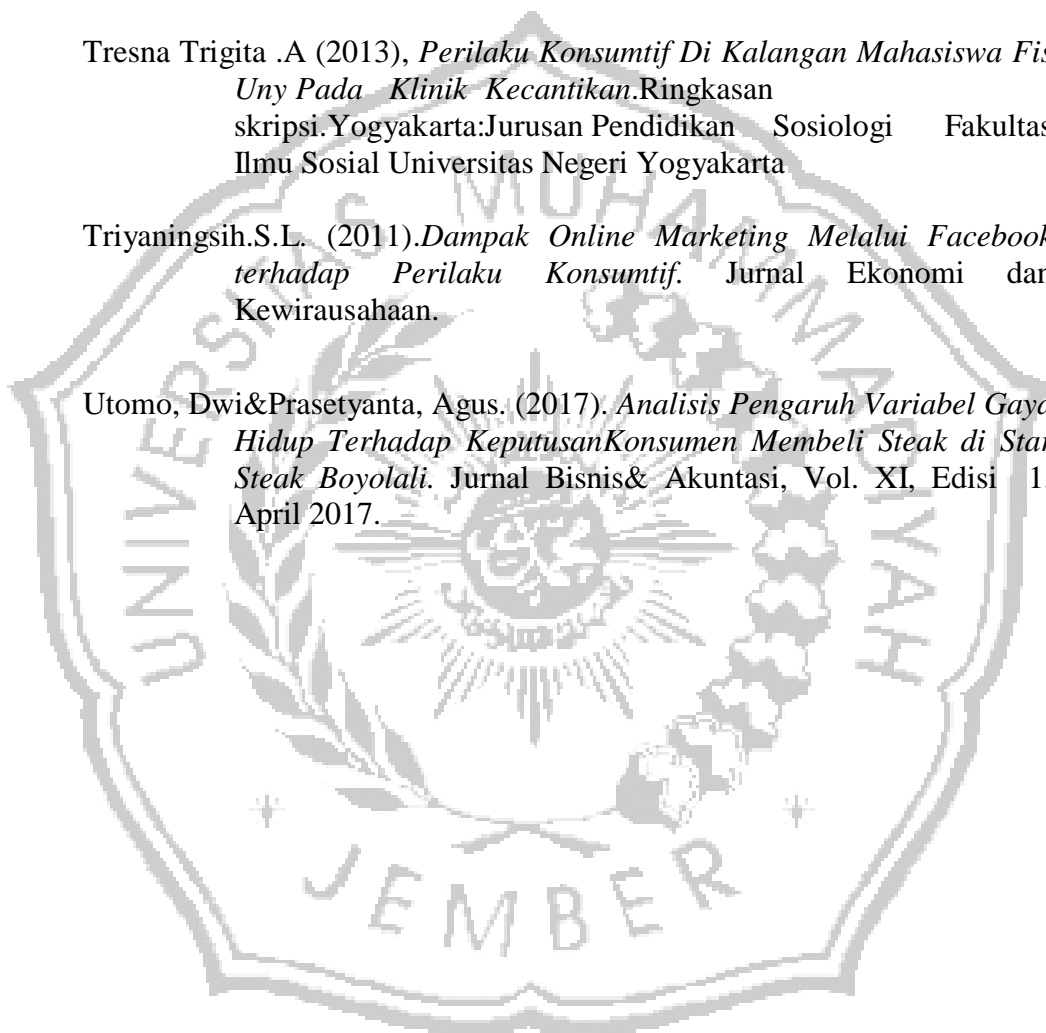 Tresna Trigita .A (2013), Perilaku Konsumtif Di Kalangan Mahasiswa Fis
Uny Pada Klinik Kecantikan.Ringkasan
skripsi.Yogyakarta:Jurusan Pendidikan Sosiologi Fakultas
Ilmu Sosial Universitas Negeri Yogyakarta
Triyaningsih.S.L. (2011).Dampak Online Marketing Melalui Facebook
terhadap Perilaku Konsumtif. Jurnal Ekonomi dan
Kewirausahaan.
Utomo, Dwi&Prasetyanta, Agus. (2017). Analisis Pengaruh Variabel Gaya
Hidup Terhadap KeputusanKonsumen Membeli Steak di Star
Steak Boyolali. Jurnal Bisnis& Akuntasi, Vol. XI, Edisi 1.
April 2017.
UNIVERSITAS MUHAMMADIYAH
JEMBER